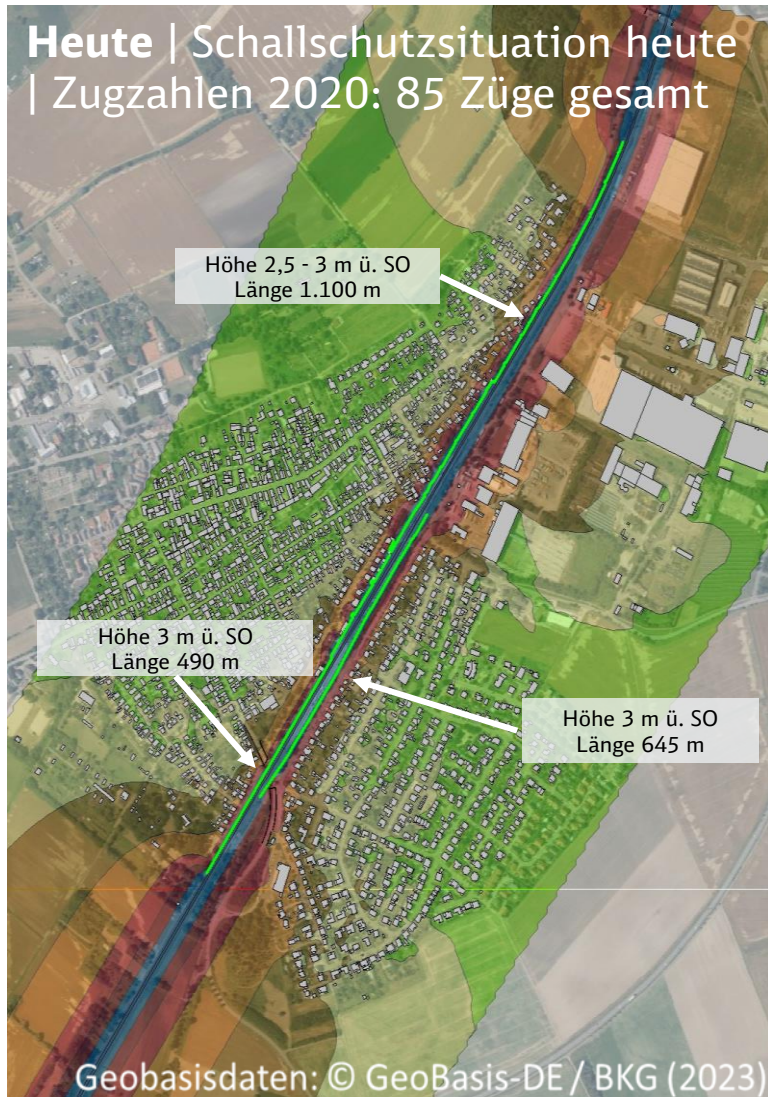 Heute | Schallschutzsituation heute
| Zugzahlen 2020: 85 Züge gesamt
Höhe 2,5 - 3 m ü. SO
Länge 1.100 m
Höhe 3 m ü. SO
Länge 490 m
Höhe 3 m ü. SO
Länge 645 m
Geobasisdaten: © GeoBasis-DE / BKG (2023)